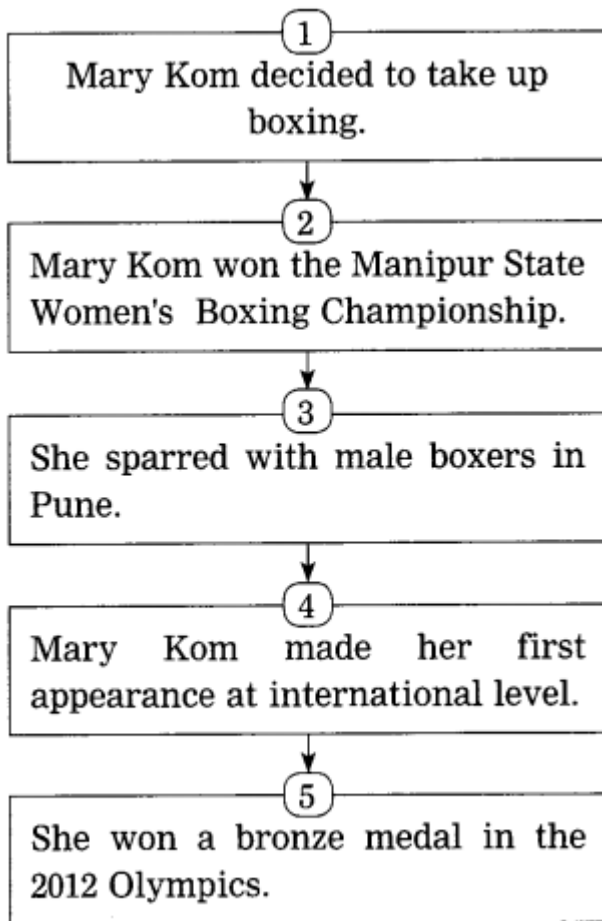 1
Mary Kom decided to take up
boxing.
2
Mary Kom won the Manipur State
Women's Boxing Championship.
3
She sparred with male boxers in
Pune.
4
Mary Kom made her first
appearance at international level.
5
She won a bronze medal in the
2012 Olympics.